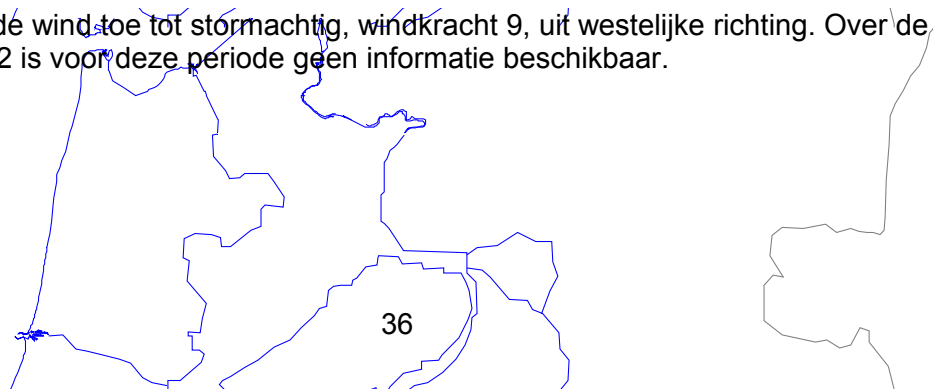 de wind toe tot stormachtig, windkracht 9, uit westelijke richting. Over de
2 is voor deze periode geen informatie beschikbaar.
36